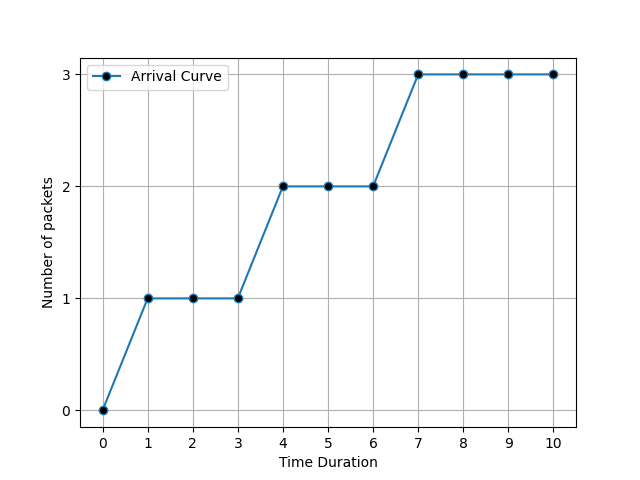 Arrival Curve
3
2
1
0
Number of packets
0 1 2 3 4 5 6 7 8 9 10
Time Duration